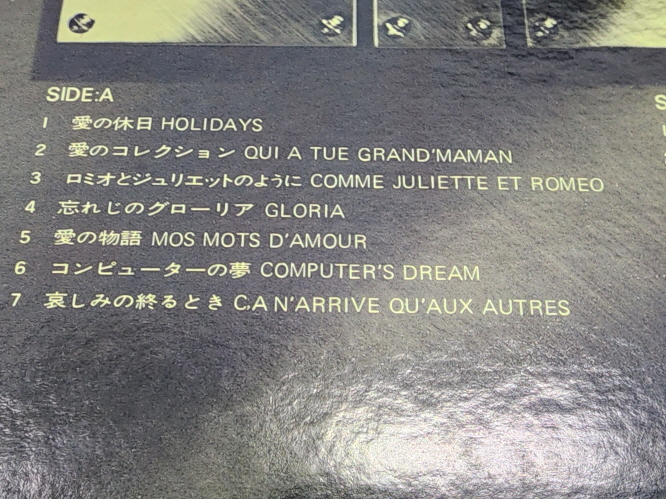 SIDE:A
1 愛の休日 HOLIDAYS
2 愛のコレクション QUI A TUE GRAND'MAMAN
3 ロミオとジュリエットのように COMME JULIETTE ET ROMEO
4 忘れじのグローリア GLORIA
5 愛の物語 MOS MOTS D'AMOUR
6 コンピューターの夢 COMPUTER'S DREAM
7 哀しみの終るとき C,A N'ARRIVE QU'AUX AUTRES
S